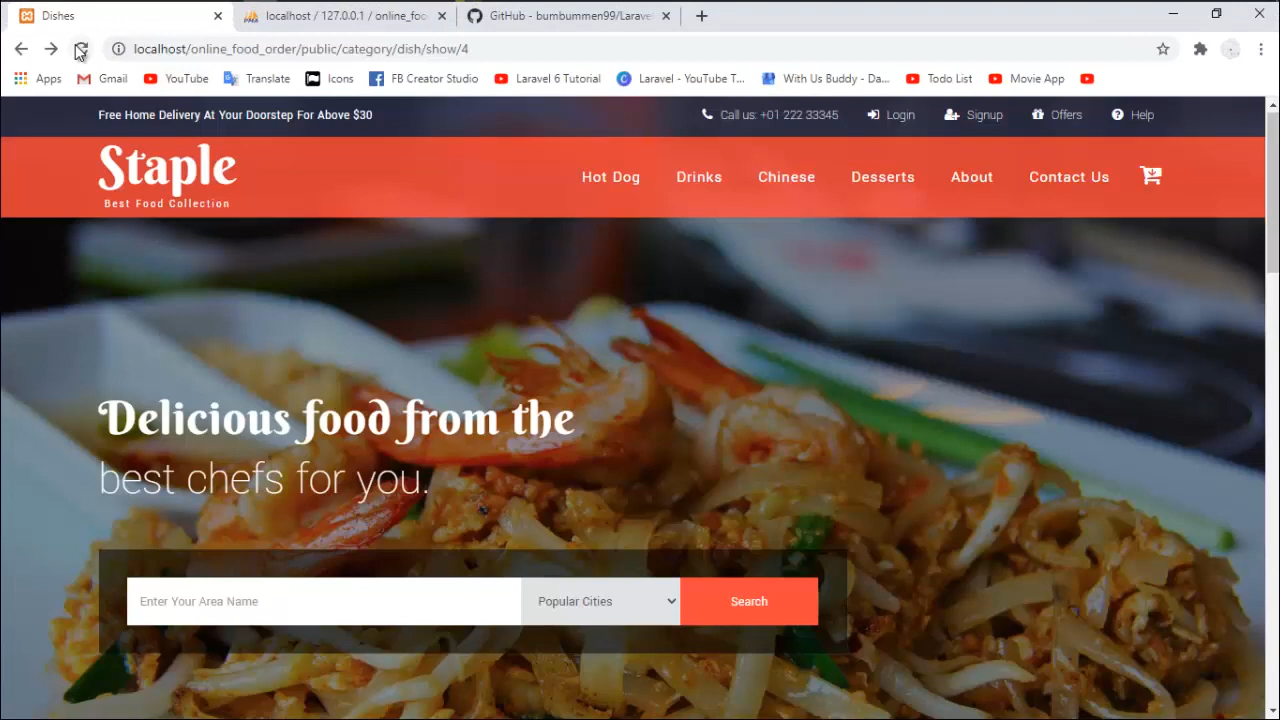 Dishes
localhost / 127.0.0.1 / online_foo
GitHub - bumbummen99/Larave
localhost/online_food_order/public/category/dish/show/4
Apps Gmail YouTube Translate Icons FB Creator Studio Laravel 6 Tutorial Laravel - YouTube T... With Us Buddy - Da... Todo List Movie App
Free Home Delivery At Your Doorstep For Above $30
Call us: +01 222 33345 Login Signup Offers Help
Staple
Best Food Collection
Hot Dog Drinks Chinese Desserts About Contact Us
Delicious food from the
best chefs for you.
Enter Your Area Name Popular Cities Search